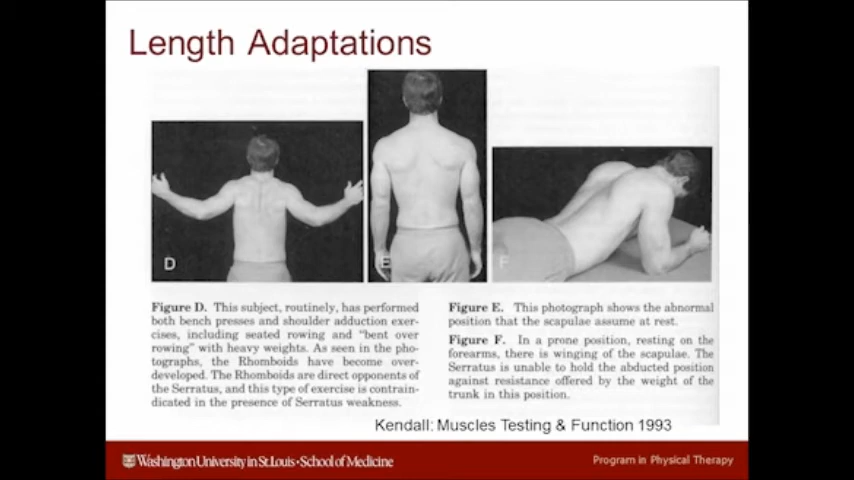 Length Adaptations
D
E
F
Figure D. This subject, routinely, has performed
both bench presses and shoulder adduction exer-
cises, including seated rowing and "bent over
rowing" with heavy weights. As seen in the pho-
tographs, the Rhomboids have become over-
developed. The Rhomboids are direct opponents of
the Serratus, and this type of exercise is contrain-
dicated in the presence of Serratus weakness.
Figure E. This photograph shows the abnormal
position that the scapulae assume at rest.
Figure F. In a prone position, resting on the
forearms, there is winging of the scapulae. The
Serratus is unable to hold the abducted position
against resistance offered by the weight of the
trunk in this position.
Kendall: Muscles Testing & Function 1993
Washington University in St. Louis • School of Medicine
Program in Physical Therapy